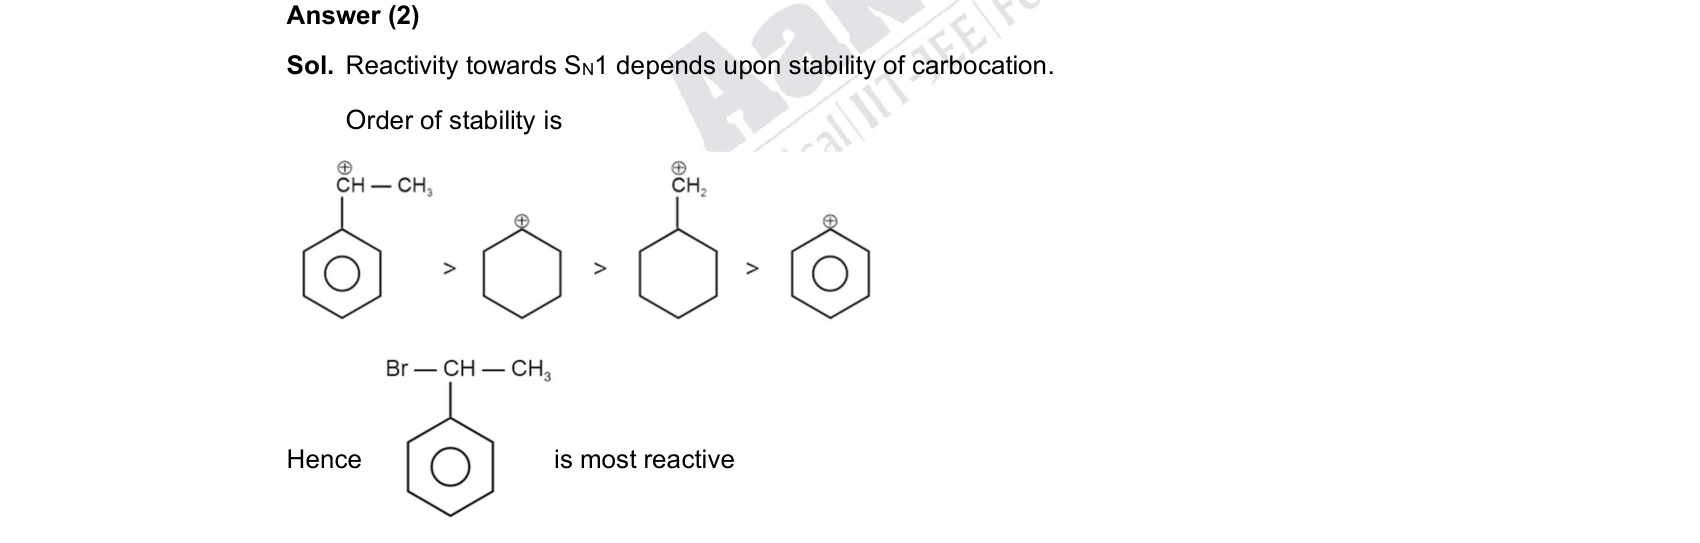 Answer (2)
Sol. Reactivity towards SN1 depends upon stability of carbocation.
Order of stability is
⊕ ⊕
CH — CH₃ CH₂
⊕ ⊕
> > >
Br — CH — CH₃
Hence is most reactive